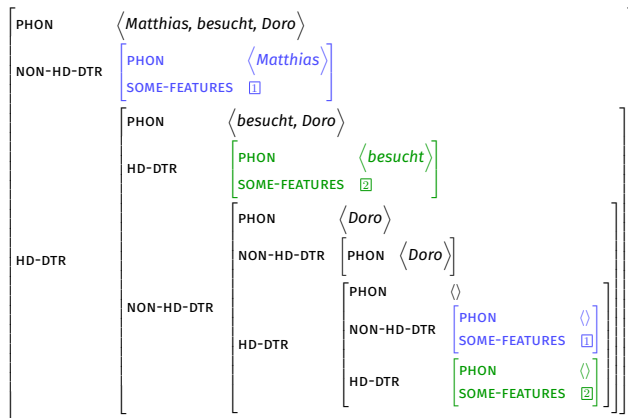 PHON ⟨Matthias, besucht, Doro⟩
NON-HD-DTR PHON ⟨Matthias⟩
SOME-FEATURES 1
PHON ⟨besucht, Doro⟩
HD-DTR PHON ⟨besucht⟩
SOME-FEATURES 2
PHON ⟨Doro⟩
NON-HD-DTR PHON ⟨Doro⟩
HD-DTR
PHON ⟨⟩
NON-HD-DTR PHON ⟨⟩
SOME-FEATURES 1
NON-HD-DTR
HD-DTR
HD-DTR PHON ⟨⟩
SOME-FEATURES 2